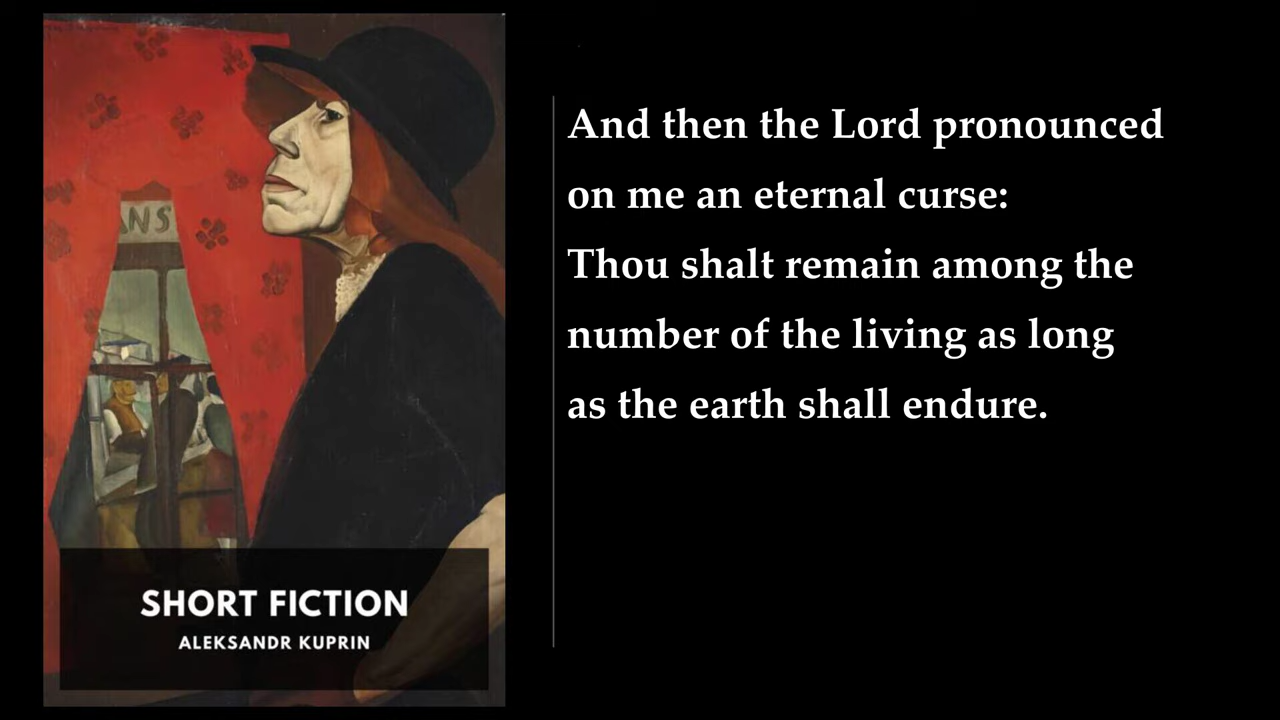 ANS
SHORT FICTION
ALEKSANDR KUPRIN
And then the Lord pronounced
on me an eternal curse:
Thou shalt remain among the
number of the living as long
as the earth shall endure.